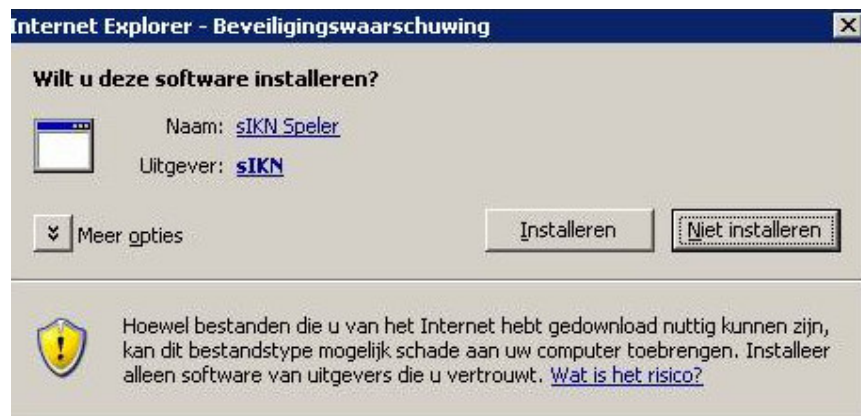 Internet Explorer - Beveiligingswaarschuwing
Wilt u deze software installeren?
Naam: sIKN Speler
Uitgever: sIKN
Meer opties
Installeren
Niet installeren
Hoewel bestanden die u van het Internet hebt gedownload nuttig kunnen zijn,
kan dit bestandstype mogelijk schade aan uw computer toebrengen. Installeer
alleen software van uitgevers die u vertrouwt. Wat is het risico?